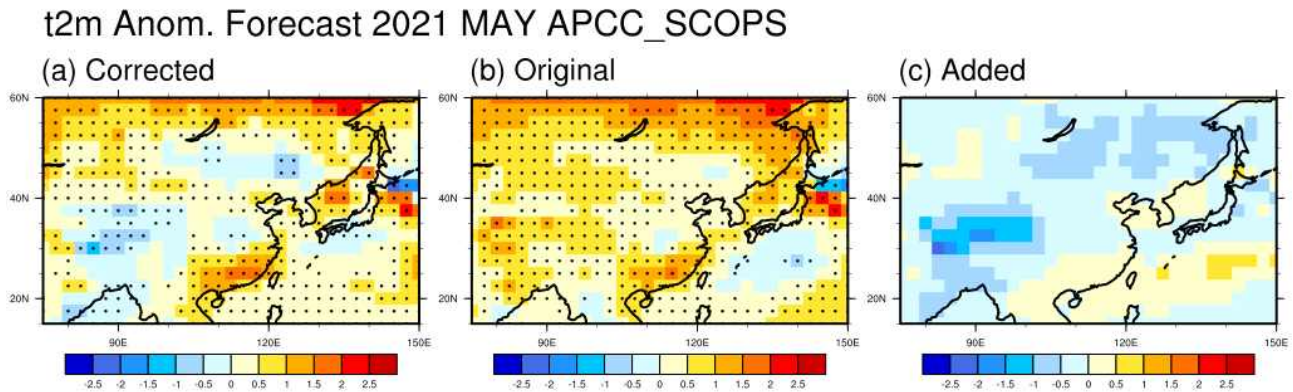 t2m Anom. Forecast 2021 MAY APCC_SCOPS
(a) Corrected
(b) Original
(c) Added
60N
40N
20N
90E 120E 150E
60N
40N
20N
90E 120E 150E
60N
40N
20N
90E 120E 150E
-2.5 -2 -1.5 -1 -0.5 0 0.5 1 1.5 2 2.5
-2.5 -2 -1.5 -1 -0.5 0 0.5 1 1.5 2 2.5
-2.5 -2 -1.5 -1 -0.5 0 0.5 1 1.5 2 2.5